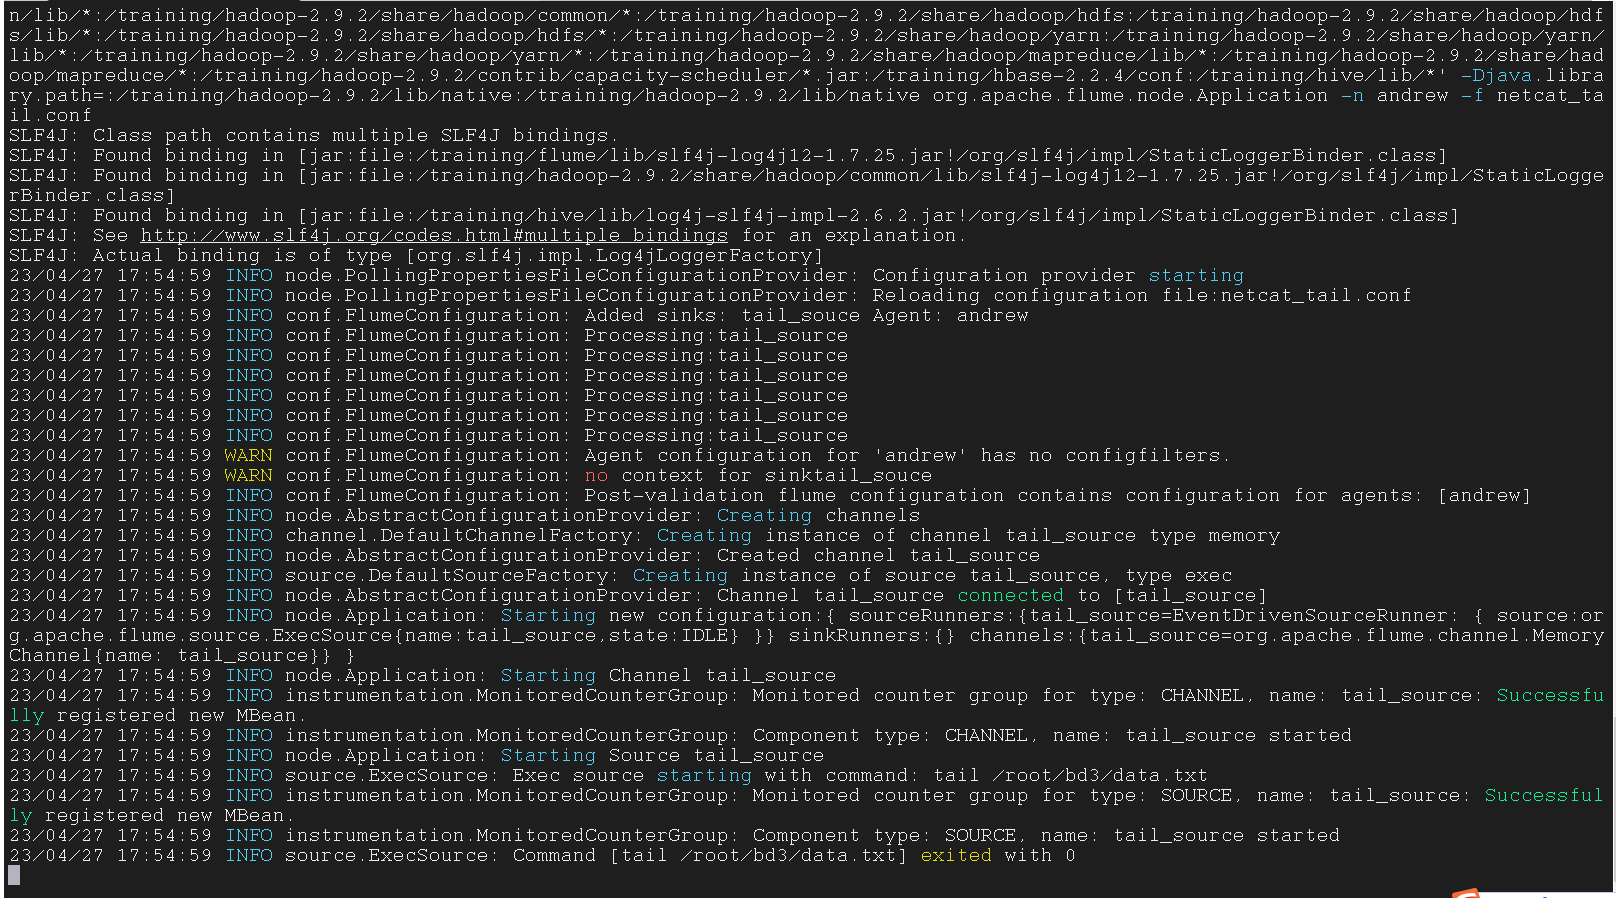 n/lib/*:/training/hadoop-2.9.2/share/hadoop/common/*:/training/hadoop-2.9.2/share/hadoop/hdfs:/training/hadoop-2.9.2/share/hadoop/hdf
s/lib/*:/training/hadoop-2.9.2/share/hadoop/hdfs/*:/training/hadoop-2.9.2/share/hadoop/yarn:/training/hadoop-2.9.2/share/hadoop/yarn/
lib/*:/training/hadoop-2.9.2/share/hadoop/yarn/*:/training/hadoop-2.9.2/share/hadoop/mapreduce/lib/*:/training/hadoop-2.9.2/share/had
oop/mapreduce/*:/training/hadoop-2.9.2/contrib/capacity-scheduler/*.jar:/training/hbase-2.2.4/conf:/training/hive/lib/*' -Djava.libra
ry.path=:/training/hadoop-2.9.2/lib/native:/training/hadoop-2.9.2/lib/native org.apache.flume.node.Application -n andrew -f netcat_ta
il.conf
SLF4J: Class path contains multiple SLF4J bindings.
SLF4J: Found binding in [jar:file:/training/flume/lib/slf4j-log4j12-1.7.25.jar!/org/slf4j/impl/StaticLoggerBinder.class]
SLF4J: Found binding in [jar:file:/training/hadoop-2.9.2/share/hadoop/common/lib/slf4j-log4j12-1.7.25.jar!/org/slf4j/impl/StaticLogge
rBinder.class]
SLF4J: Found binding in [jar:file:/training/hive/lib/log4j-slf4j-impl-2.6.2.jar!/org/slf4j/impl/StaticLoggerBinder.class]
SLF4J: See http://www.slf4j.org/codes.html#multiple_bindings for an explanation.
SLF4J: Actual binding is of type [org.slf4j.impl.Log4jLoggerFactory]
23/04/27 17:54:59 INFO node.PollingPropertiesFileConfigurationProvider: Configuration provider starting
23/04/27 17:54:59 INFO node.PollingPropertiesFileConfigurationProvider: Reloading configuration file:netcat_tail.conf
23/04/27 17:54:59 INFO conf.FlumeConfiguration: Added sinks: tail_souce Agent: andrew
23/04/27 17:54:59 INFO conf.FlumeConfiguration: Processing:tail_source
23/04/27 17:54:59 INFO conf.FlumeConfiguration: Processing:tail_source
23/04/27 17:54:59 INFO conf.FlumeConfiguration: Processing:tail_source
23/04/27 17:54:59 INFO conf.FlumeConfiguration: Processing:tail_source
23/04/27 17:54:59 INFO conf.FlumeConfiguration: Processing:tail_source
23/04/27 17:54:59 INFO conf.FlumeConfiguration: Processing:tail_source
23/04/27 17:54:59 WARN conf.FlumeConfiguration: Agent configuration for 'andrew' has no configfilters.
23/04/27 17:54:59 WARN conf.FlumeConfiguration: no context for sinktail_souce
23/04/27 17:54:59 INFO conf.FlumeConfiguration: Post-validation flume configuration contains configuration for agents: [andrew]
23/04/27 17:54:59 INFO node.AbstractConfigurationProvider: Creating channels
23/04/27 17:54:59 INFO channel.DefaultChannelFactory: Creating instance of channel tail_source type memory
23/04/27 17:54:59 INFO node.AbstractConfigurationProvider: Created channel tail_source
23/04/27 17:54:59 INFO source.DefaultSourceFactory: Creating instance of source tail_source, type exec
23/04/27 17:54:59 INFO node.AbstractConfigurationProvider: Channel tail_source connected to [tail_source]
23/04/27 17:54:59 INFO node.Application: Starting new configuration:{ sourceRunners:{tail_source=EventDrivenSourceRunner: { source:or
g.apache.flume.source.ExecSource{name:tail_source,state:IDLE} }} sinkRunners:{} channels:{tail_source=org.apache.flume.channel.Memory
Channel{name: tail_source}} }
23/04/27 17:54:59 INFO node.Application: Starting Channel tail_source
23/04/27 17:54:59 INFO instrumentation.MonitoredCounterGroup: Monitored counter group for type: CHANNEL, name: tail_source: Successfu
lly registered new MBean.
23/04/27 17:54:59 INFO instrumentation.MonitoredCounterGroup: Component type: CHANNEL, name: tail_source started
23/04/27 17:54:59 INFO node.Application: Starting Source tail_source
23/04/27 17:54:59 INFO source.ExecSource: Exec source starting with command: tail /root/bd3/data.txt
23/04/27 17:54:59 INFO instrumentation.MonitoredCounterGroup: Monitored counter group for type: SOURCE, name: tail_source: Successful
ly registered new MBean.
23/04/27 17:54:59 INFO instrumentation.MonitoredCounterGroup: Component type: SOURCE, name: tail_source started
23/04/27 17:54:59 INFO source.ExecSource: Command [tail /root/bd3/data.txt] exited with 0